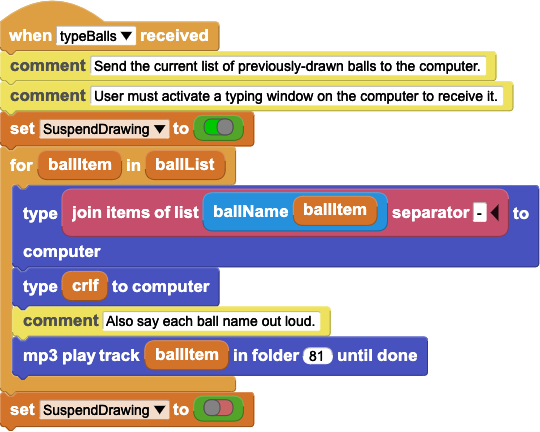 when typeBalls ▼ received
comment Send the current list of previously-drawn balls to the computer.
comment User must activate a typing window on the computer to receive it.
set SuspendDrawing ▼ to
for ballItem in ballList
type join items of list ballName ballItem separator - to
computer
type crlf to computer
comment Also say each ball name out loud.
mp3 play track ballItem in folder 81 until done
set SuspendDrawing ▼ to